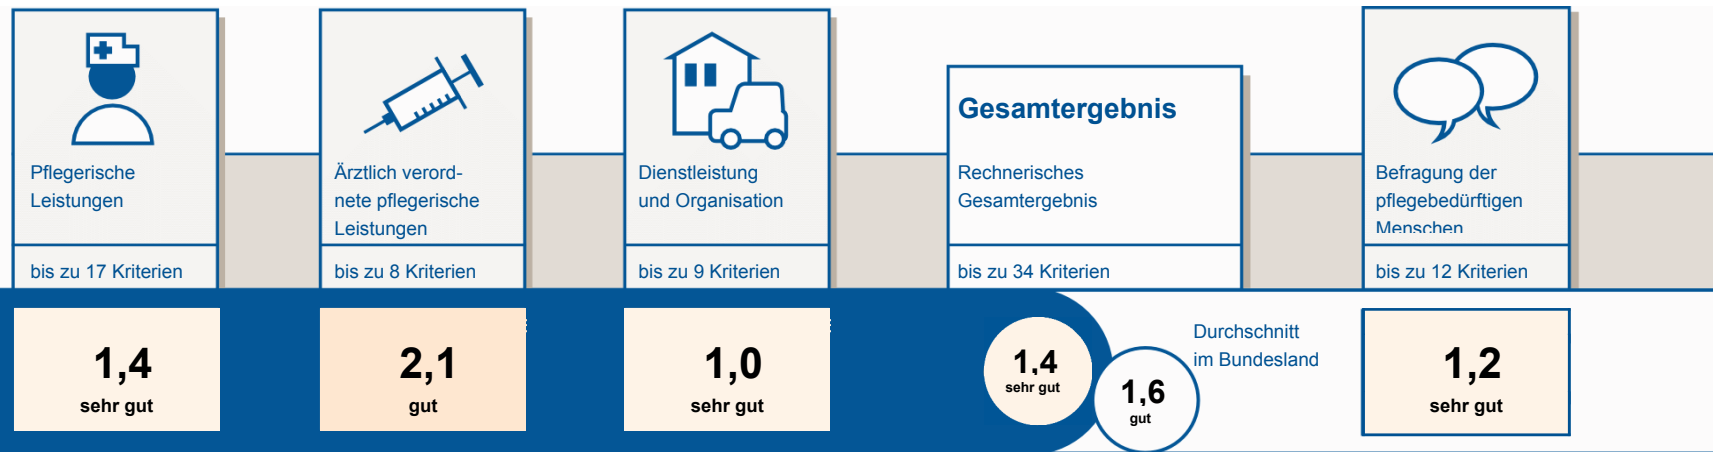 Pflegerische
Leistungen
bis zu 17 Kriterien
1,4
sehr gut
Ärztlich verord-
nete pflegerische
Leistungen
bis zu 8 Kriterien
2,1
gut
Dienstleistung
und Organisation
bis zu 9 Kriterien
1,0
sehr gut
Gesamtergebnis
Rechnerisches
Gesamtergebnis
bis zu 34 Kriterien
1,4
sehr gut
1,6
gut
Durchschnitt
im Bundesland
Befragung der
pflegebedürftigen
Menschen
bis zu 12 Kriterien
1,2
sehr gut